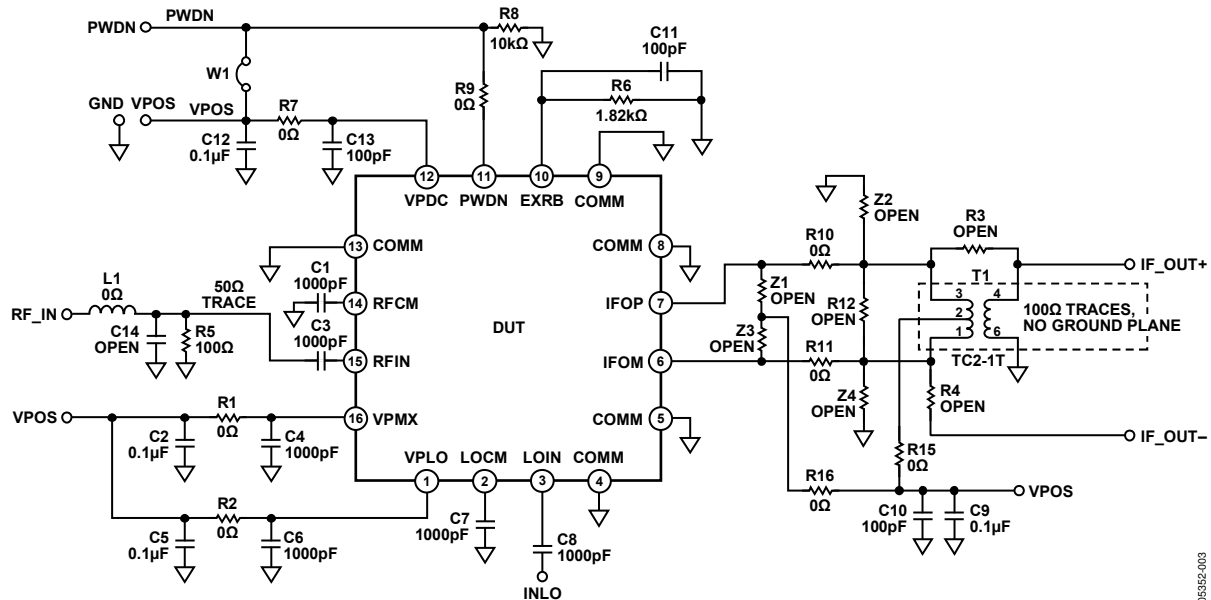 PWDN
PWDN
R8
10kΩ
C11
100pF
W1
R9
0Ω
R6
1.82kΩ
GND
VPOS
VPOS
R7
0Ω
C12
0.1µF
C13
100pF
12
11
10
9
VPDC
PWDN
EXRB
COMM
Z2
OPEN
R3
OPEN
13
COMM
COMM
8
R10
0Ω
IF_OUT+
L1
0Ω
50Ω
TRACE
C1
1000pF
14
RFCM
IFOP
7
Z1
OPEN
R12
OPEN
T1
3
4
2
1
6
100Ω TRACES,
NO GROUND PLANE
RF_IN
C14
OPEN
R5
100Ω
C3
1000pF
15
RFIN
DUT
Z3
OPEN
IFOM
6
R11
0Ω
TC2-1T
Z4
OPEN
R4
OPEN
VPOS
R1
0Ω
16
VPMX
COMM
5
C2
0.1µF
C4
1000pF
IF_OUT–
VPLO
LOCM
LOIN
COMM
1
2
3
4
R15
0Ω
R16
0Ω
VPOS
R2
0Ω
C5
0.1µF
C6
1000pF
C7
1000pF
C8
1000pF
C10
100pF
C9
0.1µF
INLO
05352-003